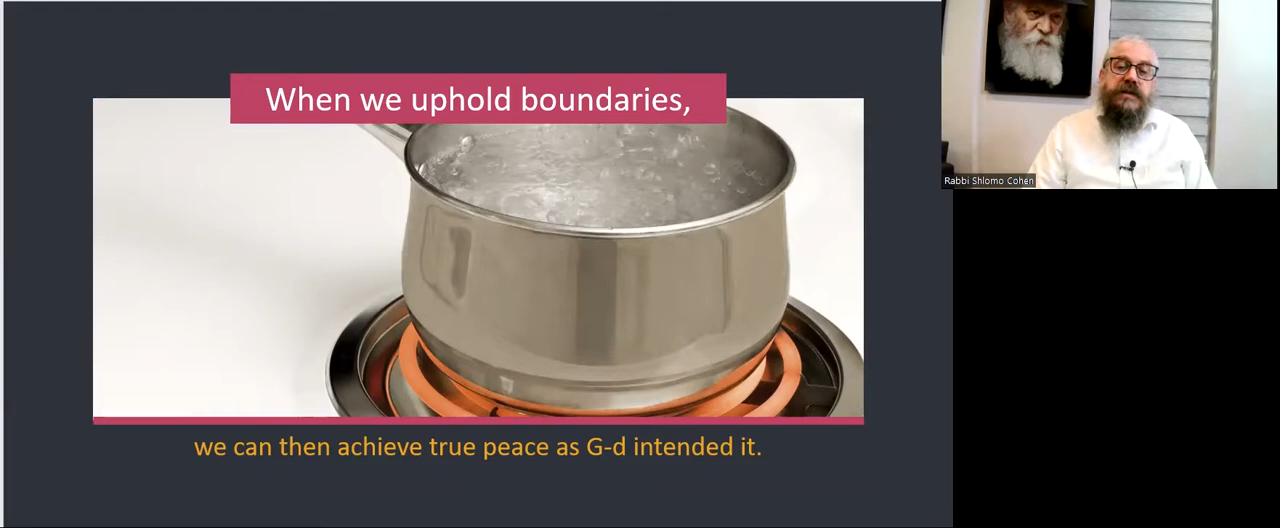 When we uphold boundaries,
we can then achieve true peace as G-d intended it.
Rabbi Shlomo Cohen